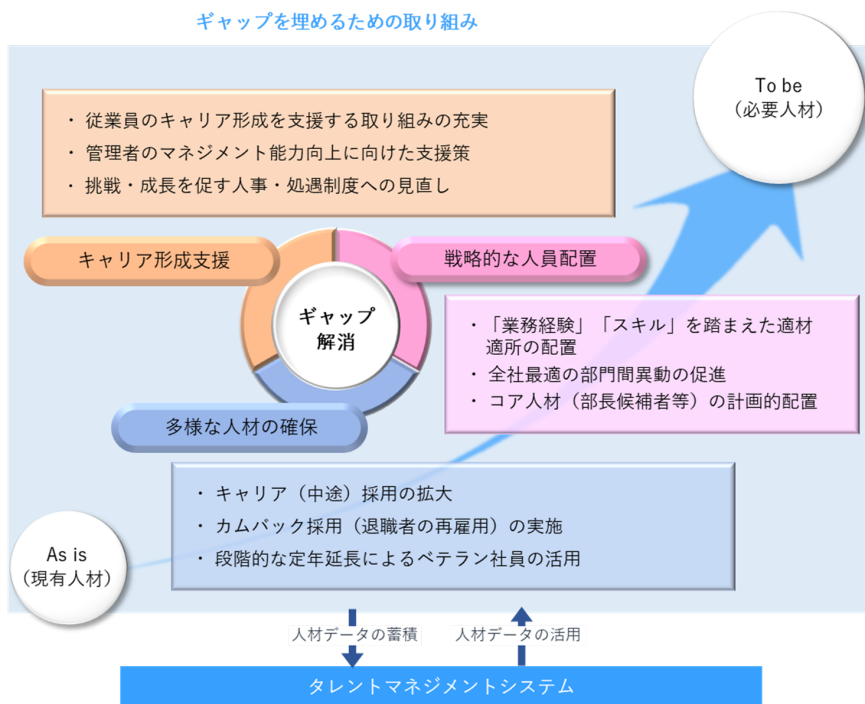 ギャップを埋めるための取り組み
To be
（必要人材）
・ 従業員のキャリア形成を支援する取り組みの充実
・ 管理者のマネジメント能力向上に向けた支援策
・ 挑戦・成長を促す人事・処遇制度への見直し
キャリア形成支援
戦略的な人員配置
ギャップ
解消
・「業務経験」「スキル」を踏まえた適材
適所の配置
・ 全社最適の部門間異動の促進
・ コア人材（部長候補者等）の計画的配置
多様な人材の確保
・ キャリア（中途）採用の拡大
・ カムバック採用（退職者の再雇用）の実施
・ 段階的な定年延長によるベテラン社員の活用
As is
（現有人材）
人材データの蓄積
人材データの活用
タレントマネジメントシステム